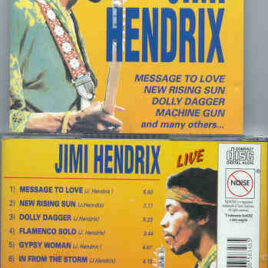 JIMI
HENDRIX
MESSAGE TO LOVE
NEW RISING SUN
DOLLY DAGGER
MACHINE GUN
and many others...
JIMI HENDRIX
LIVE
1) MESSAGE TO LOVE (J. Hendrix)
2) NEW RISING SUN (J. Hendrix)
3) DOLLY DAGGER (J. Hendrix)
4) FLAMENCO SOLO (J. Hendrix)
5) GYPSY WOMAN (J. Hendrix)
6) IN FROM THE STORM (J. Hendrix)
COMPACT
disc
DIGITAL AUDIO
NOISE